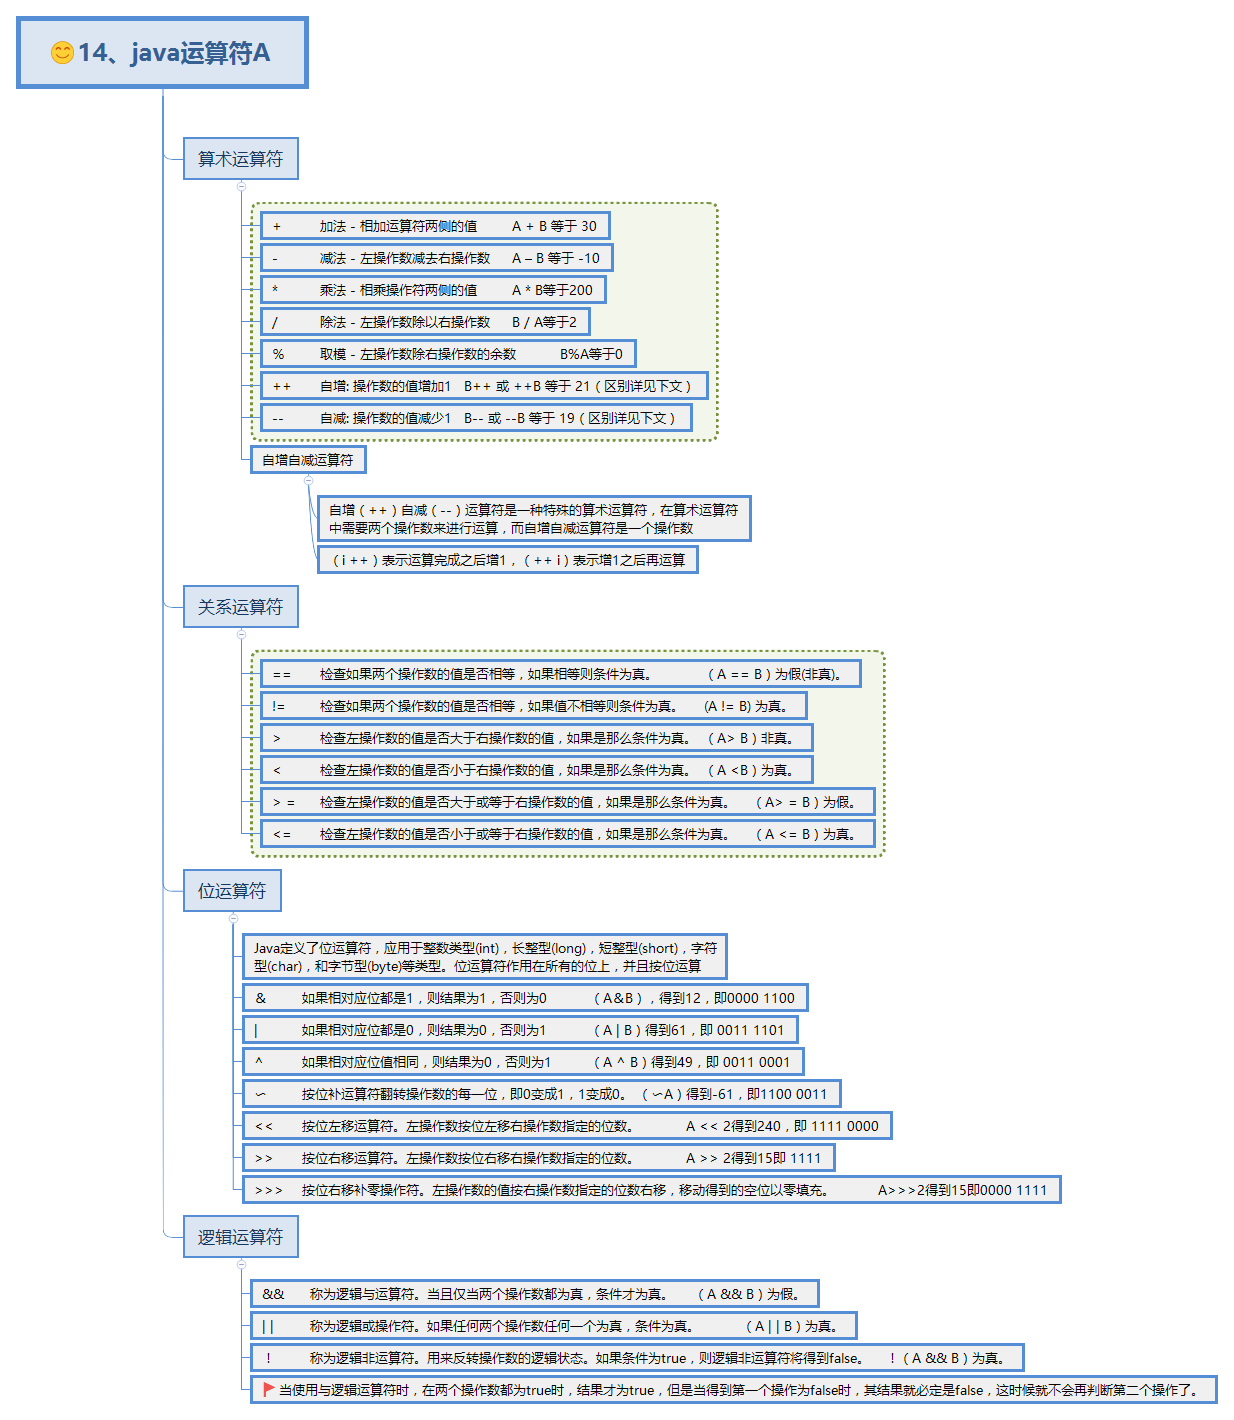 😊14、java运算符A
算术运算符
+ 加法 - 相加运算符两侧的值 A + B 等于 30
- 减法 - 左操作数减去右操作数 A – B 等于 -10
* 乘法 - 相乘操作符两侧的值 A * B等于200
/ 除法 - 左操作数除以右操作数 B / A等于2
% 取模 - 左操作数除右操作数的余数 B%A等于0
++ 自增: 操作数的值增加1 B++ 或 ++B 等于 21（区别详见下文）
-- 自减: 操作数的值减少1 B-- 或 --B 等于 19（区别详见下文）
自增自减运算符
自增（++）自减（--）运算符是一种特殊的算术运算符，在算术运算符
中需要两个操作数来进行运算，而自增自减运算符是一个操作数
（i ++）表示运算完成之后增1，（++ i）表示增1之后再运算
关系运算符
== 检查如果两个操作数的值是否相等，如果相等则条件为真。 （A == B）为假(非真)。
!= 检查如果两个操作数的值是否相等，如果值不相等则条件为真。 (A != B) 为真。
> 检查左操作数的值是否大于右操作数的值，如果是那么条件为真。 （A> B）非真。
< 检查左操作数的值是否小于右操作数的值，如果是那么条件为真。 （A <B）为真。
> = 检查左操作数的值是否大于或等于右操作数的值，如果是那么条件为真。 （A> = B）为假。
<= 检查左操作数的值是否小于或等于右操作数的值，如果是那么条件为真。 （A <= B）为真。
位运算符
Java定义了位运算符，应用于整数类型(int)，长整型(long)，短整型(short)，字符
型(char)，和字节型(byte)等类型。位运算符作用在所有的位上，并且按位运算
& 如果相对应位都是1，则结果为1，否则为0 （A&B），得到12，即0000 1100
| 如果相对应位都是0，则结果为0，否则为1 （A | B）得到61，即 0011 1101
^ 如果相对应位值相同，则结果为0，否则为1 （A ^ B）得到49，即 0011 0001
〜 按位补运算符翻转操作数的每一位，即0变成1，1变成0。 （〜A）得到-61，即1100 0011
<< 按位左移运算符。左操作数按位左移右操作数指定的位数。 A << 2得到240，即 1111 0000
>> 按位右移运算符。左操作数按位右移右操作数指定的位数。 A >> 2得到15即 1111
>>> 按位右移补零操作符。左操作数的值按右操作数指定的位数右移，移动得到的空位以零填充。 A>>>2得到15即0000 1111
逻辑运算符
&& 称为逻辑与运算符。当且仅当两个操作数都为真，条件才为真。 （A && B）为假。
| | 称为逻辑或操作符。如果任何两个操作数任何一个为真，条件为真。 （A | | B）为真。
！ 称为逻辑非运算符。用来反转操作数的逻辑状态。如果条件为true，则逻辑非运算符将得到false。 ！（A && B）为真。
🚩当使用与逻辑运算符时，在两个操作数都为true时，结果才为true，但是当得到第一个操作为false时，其结果就必定是false，这时候就不会再判断第二个操作了。